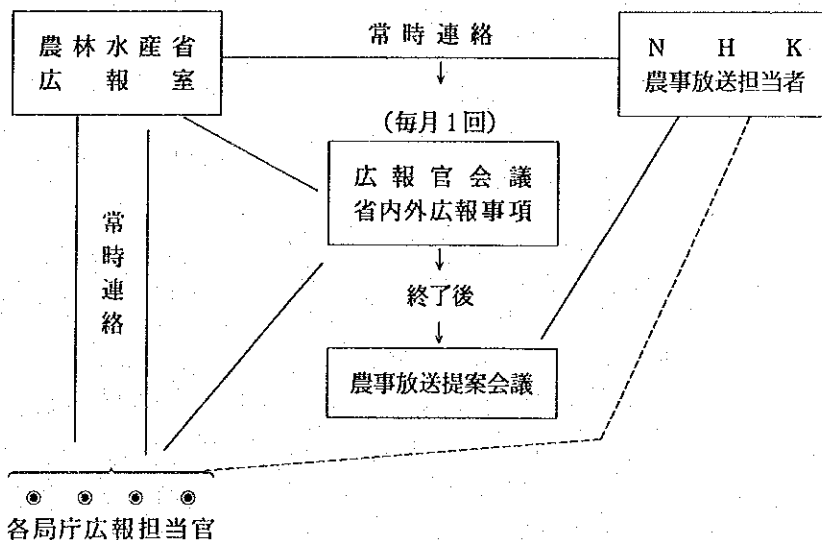 農林水産省
広報室
常時連絡
↓
NHK
農事放送担当者
(毎月1回)
広報官会議
省内外広報事項
↓
終了後
↓
農事放送提案会議
常時連絡
各局庁広報担当官